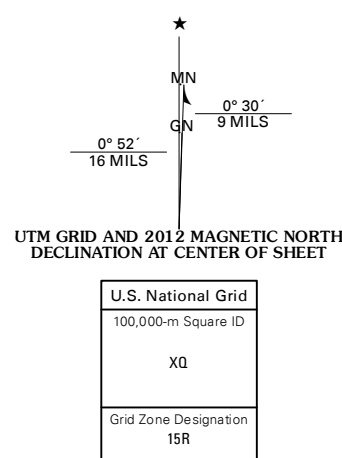 ★
MN
0° 30´
9 MILS
GN
0° 52´
16 MILS
UTM GRID AND 2012 MAGNETIC NORTH
DECLINATION AT CENTER OF SHEET
U.S. National Grid
100,000-m Square ID
XQ
Grid Zone Designation
15R